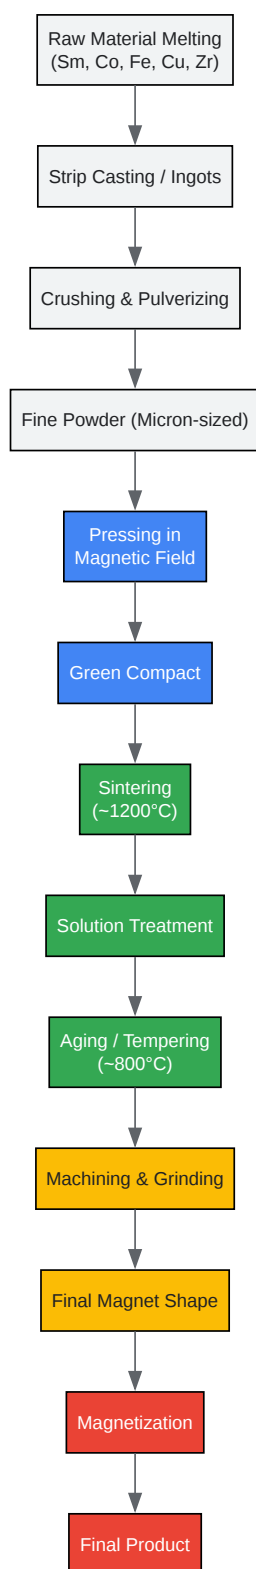 Raw Material Melting
(Sm, Co, Fe, Cu, Zr)
Strip Casting / Ingots
Crushing & Pulverizing
Fine Powder (Micron-sized)
Pressing in
Magnetic Field
Green Compact
Sintering
(~1200°C)
Solution Treatment
Aging / Tempering
(~800°C)
Machining & Grinding
Final Magnet Shape
Magnetization
Final Product